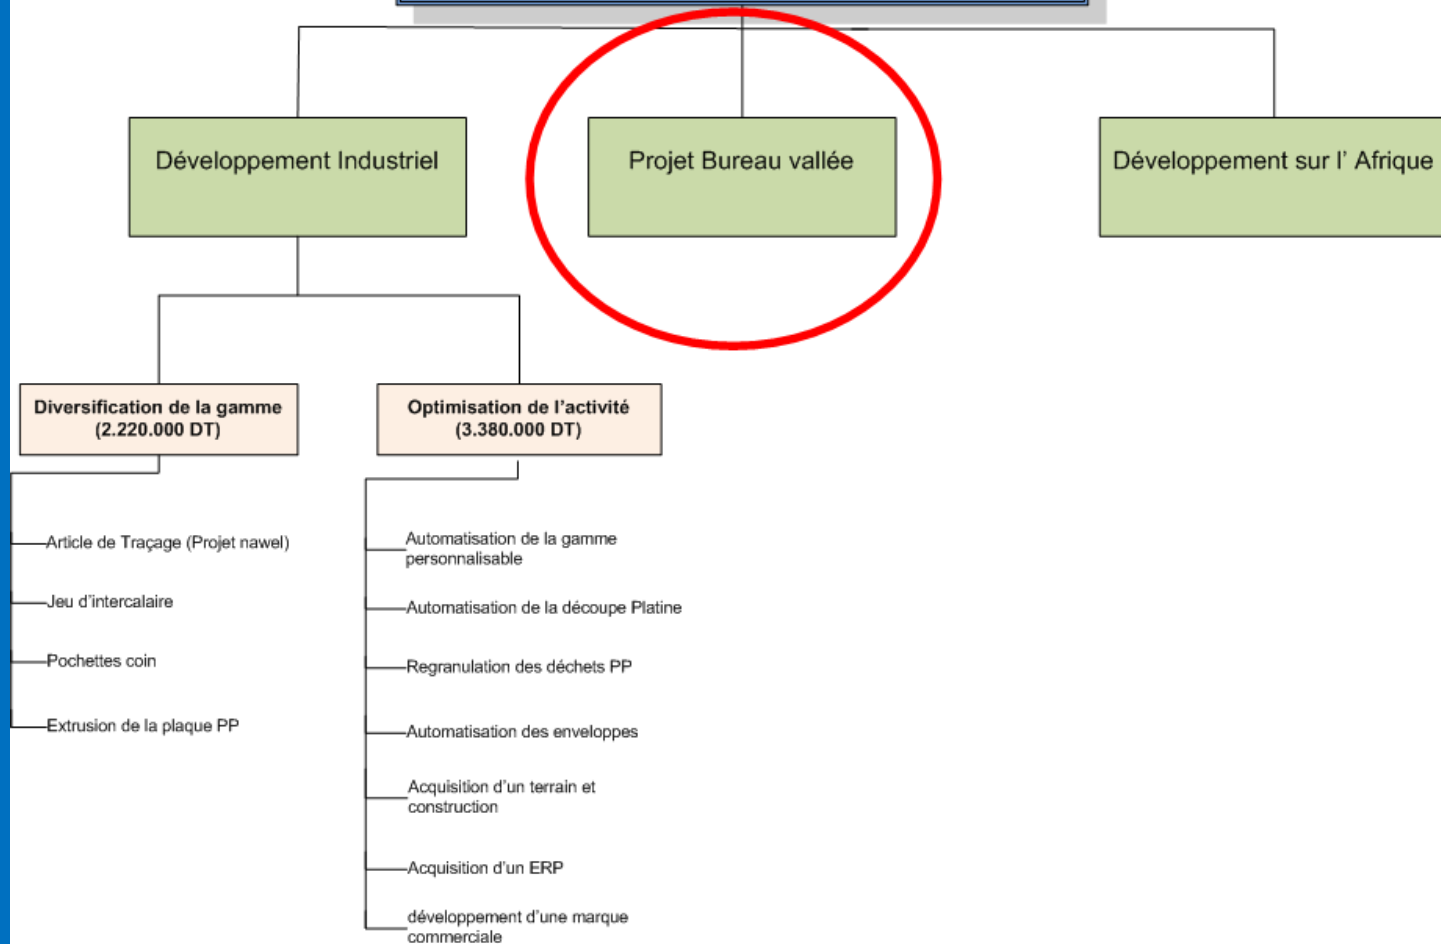 Développement Industriel
Projet Bureau vallée
Développement sur l’ Afrique
Diversification de la gamme
(2.220.000 DT)
Optimisation de l’activité
(3.380.000 DT)
Article de Traçage (Projet nawel)
Jeu d’intercalaire
Pochettes coin
Extrusion de la plaque PP
Automatisation de la gamme
personnalisable
Automatisation de la découpe Platine
Regranulation des déchets PP
Automatisation des enveloppes
Acquisition d’un terrain et
construction
Acquisition d’un ERP
développement d’une marque
commerciale